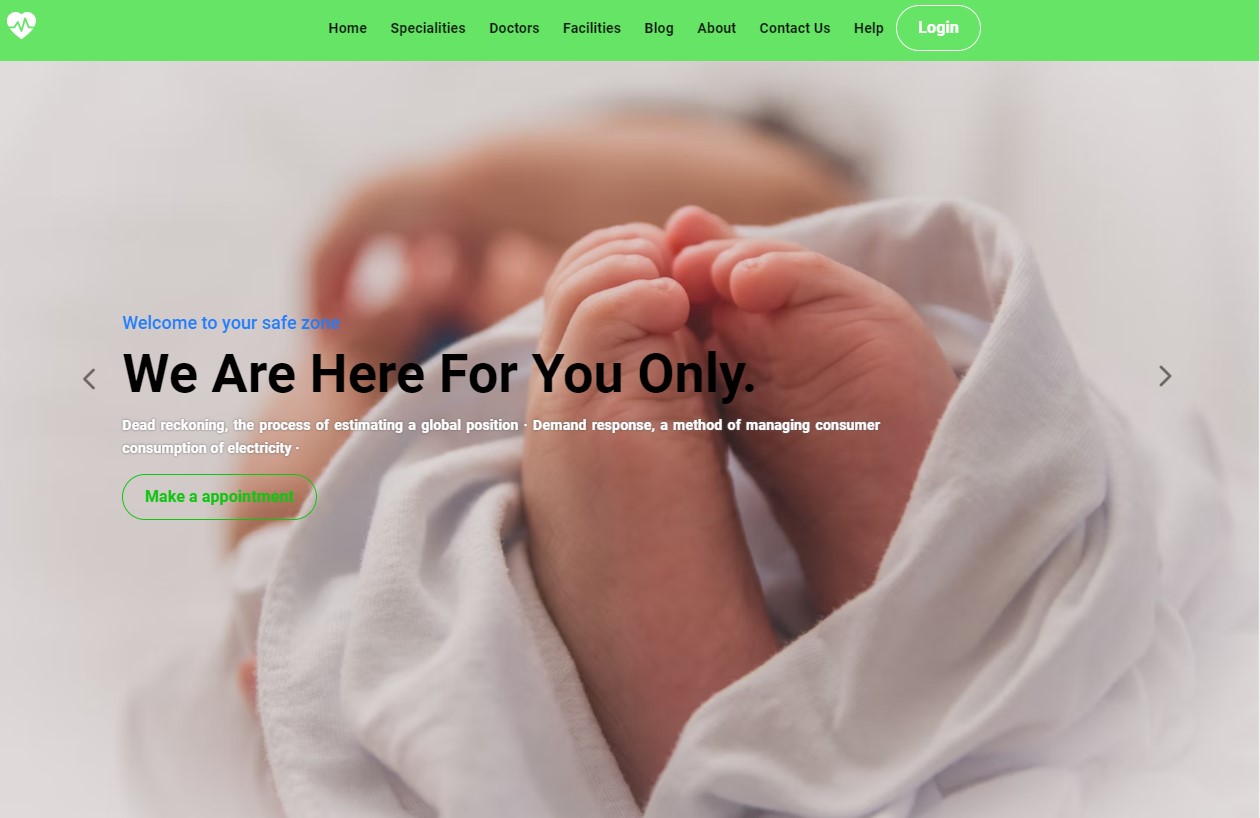 Home Specialities Doctors Facilities Blog About Contact Us Help Login
Welcome to your safe zone
We Are Here For You Only.
Dead reckoning, the process of estimating a global position · Demand response, a method of managing consumer
consumption of electricity ·
Make a appointment